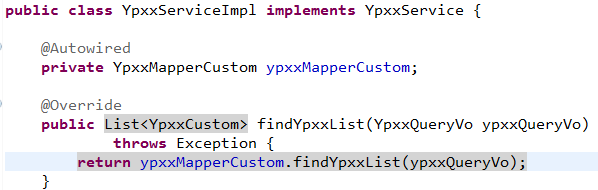 public class YpxxServiceImpl implements YpxxService {
@Autowired
private YpxxMapperCustom ypxxMapperCustom;
@Override
public List<YpxxCustom> findYpxxList(YpxxQueryVo ypxxQueryVo)
throws Exception {
return ypxxMapperCustom.findYpxxList(ypxxQueryVo);
}